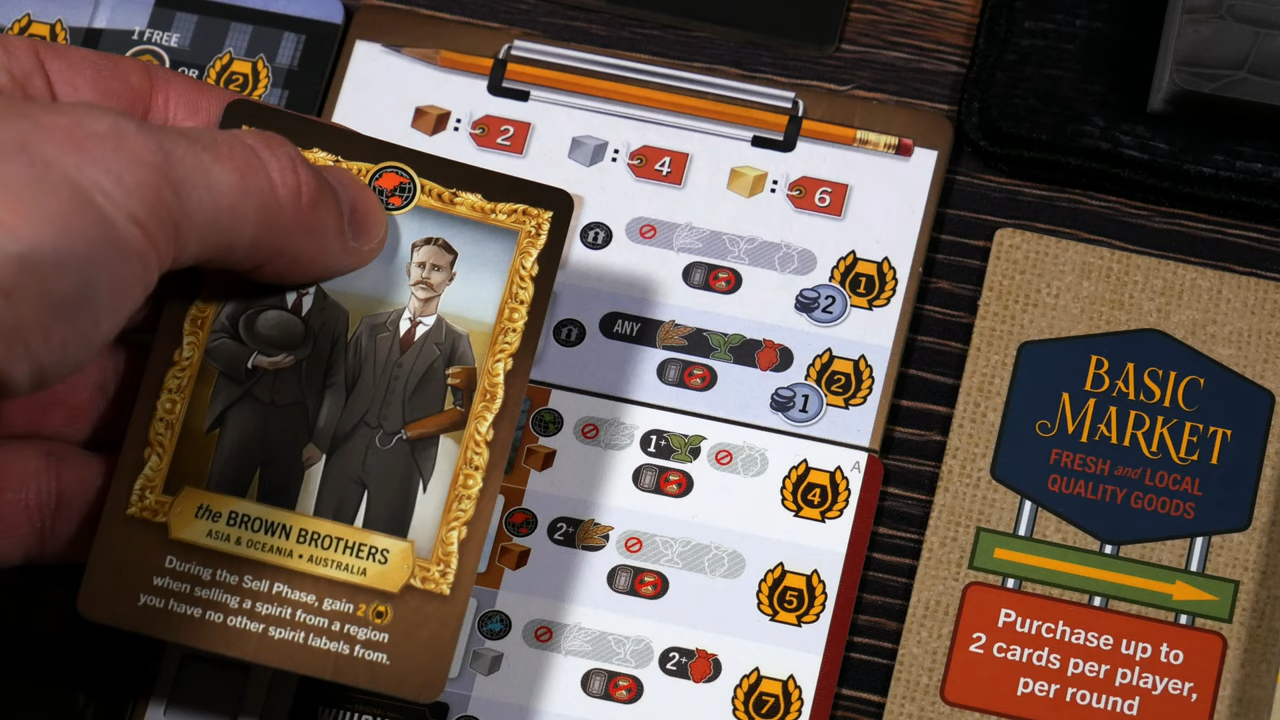 1 FREE
OR
2
2
4
6
1
2
ANY
2
1
A
1+
4
2+
5
2+
7
the BROWN BROTHERS
ASIA & OCEANIA • AUSTRALIA
During the Sell Phase, gain 2
when selling a spirit from a region
you have no other spirit labels from.
BASIC
MARKET
FRESH and LOCAL
QUALITY GOODS
Purchase up to
2 cards per player,
per round